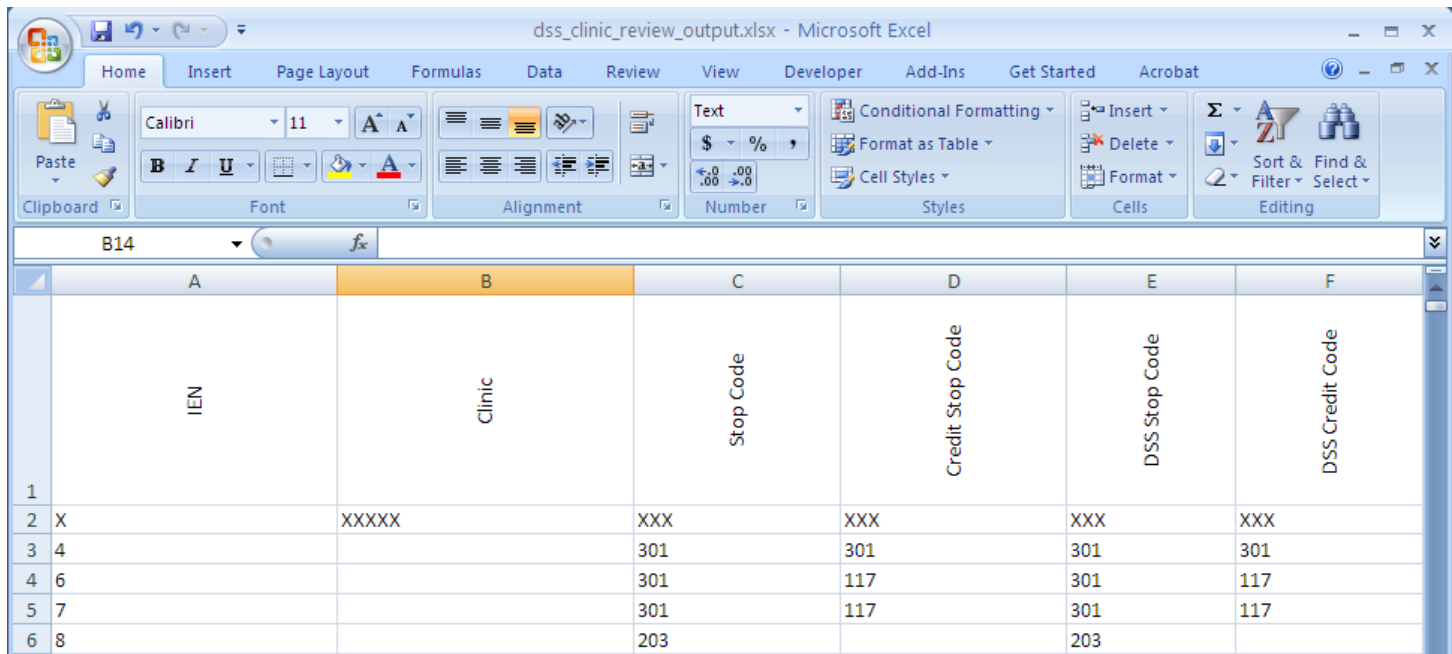 dss_clinic_review_output.xlsx - Microsoft Excel
Home Insert Page Layout Formulas Data Review View Developer Add-Ins Get Started Acrobat
Paste
Clipboard
Calibri 11 A A
B I U A
Font
Alignment
Text
$ % ,
.0 .00
.00 .0
Number
Conditional Formatting
Format as Table
Cell Styles
Styles
Insert
Delete
Format
Cells
Σ
A
Z
Sort & Filter
Find & Select
Editing
B14 fx
A B C D E F
1 IEN Clinic Stop Code Credit Stop Code DSS Stop Code DSS Credit Code
2 X XXXXX XXX XXX XXX XXX
3 4 301 301 301 301
4 6 301 117 301 117
5 7 301 117 301 117
6 8 203 203